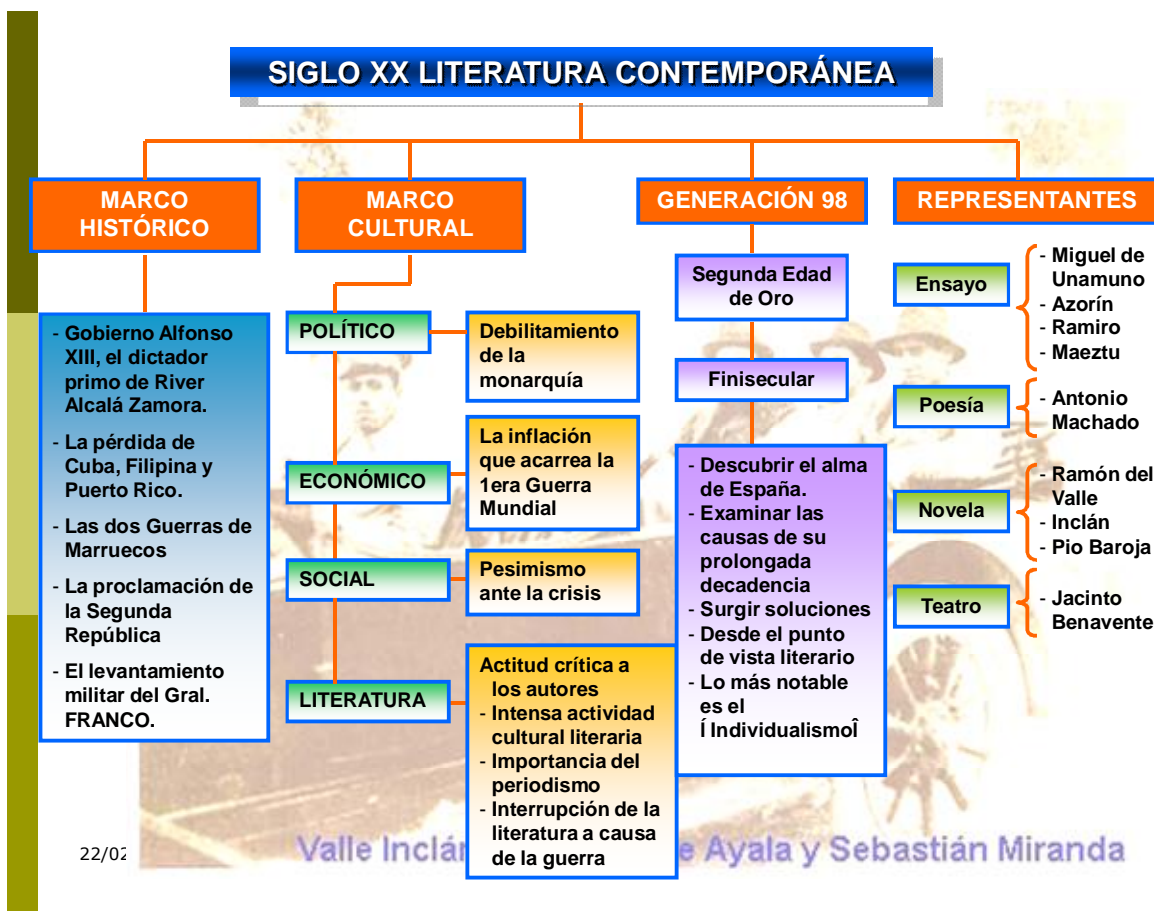 SIGLO XX LITERATURA CONTEMPORÁNEA
MARCO
HISTÓRICO
- Gobierno Alfonso
XIII, el dictador
primo de River
Alcalá Zamora.
- La pérdida de
Cuba, Filipina y
Puerto Rico.
- Las dos Guerras de
Marruecos
- La proclamación de
la Segunda
República
- El levantamiento
militar del Gral.
FRANCO.
MARCO
CULTURAL
POLÍTICO
Debilitamiento
de la
monarquía
ECONÓMICO
La inflación
que acarrea la
1era Guerra
Mundial
SOCIAL
Pesimismo
ante la crisis
LITERATURA
Actitud crítica a
los autores
- Intensa actividad
cultural literaria
- Importancia del
periodismo
- Interrupción de la
literatura a causa
de la guerra
GENERACIÓN 98
Segunda Edad
de Oro
Finisecular
- Descubrir el alma
de España.
- Examinar las
causas de su
prolongada
decadencia
- Surgir soluciones
- Desde el punto
de vista literario
- Lo más notable
es el
Í IndividualismoÎ
REPRESENTANTES
Ensayo
- Miguel de
Unamuno
- Azorín
- Ramiro
- Maeztu
Poesía
- Antonio
Machado
Novela
- Ramón del
Valle
- Inclán
- Pio Baroja
Teatro
- Jacinto
Benavente
22/02
Valle Inclán e Ayala y Sebastián Miranda